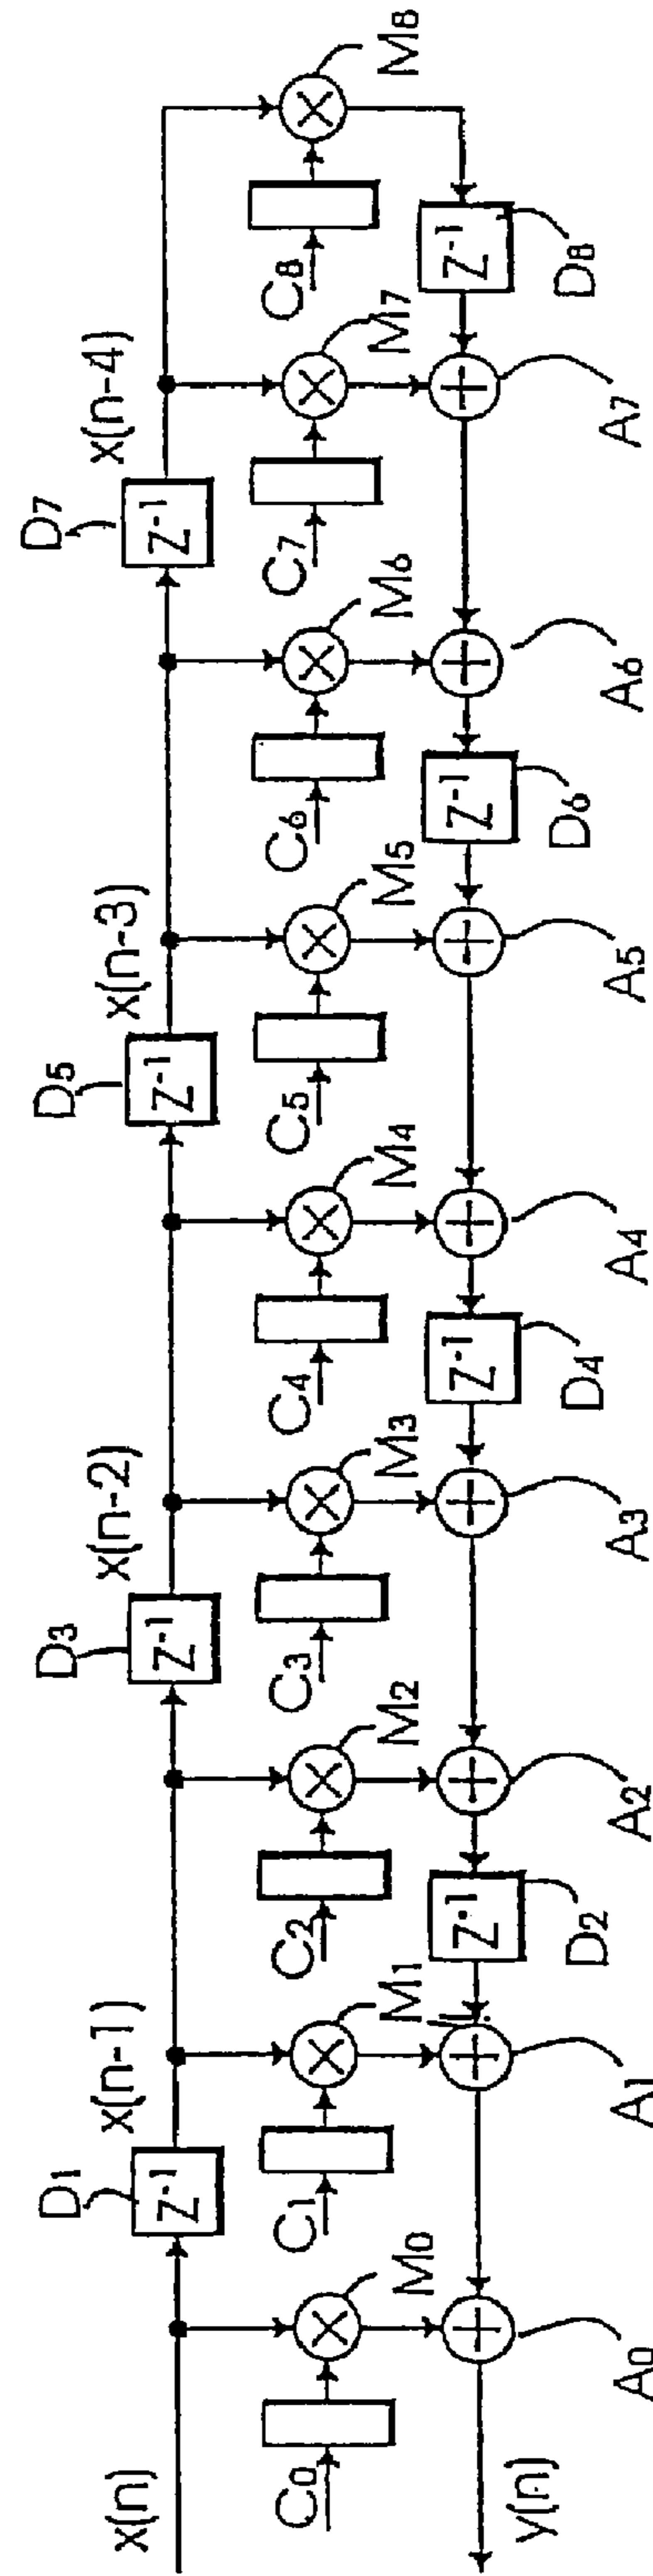 D1 D3 D5 D7
x(n) x(n-1) x(n-2) x(n-3) x(n-4)
Z-1 Z-1 Z-1 Z-1
C0 C1 C2 C3 C4 C5 C6 C7 C8
M0 M1 M2 M3 M4 M5 M6 M7 M8
Z-1 Z-1 Z-1 Z-1
y(n)
D2 D4 D6 D8
A0 A1 A2 A3 A4 A5 A6 A7